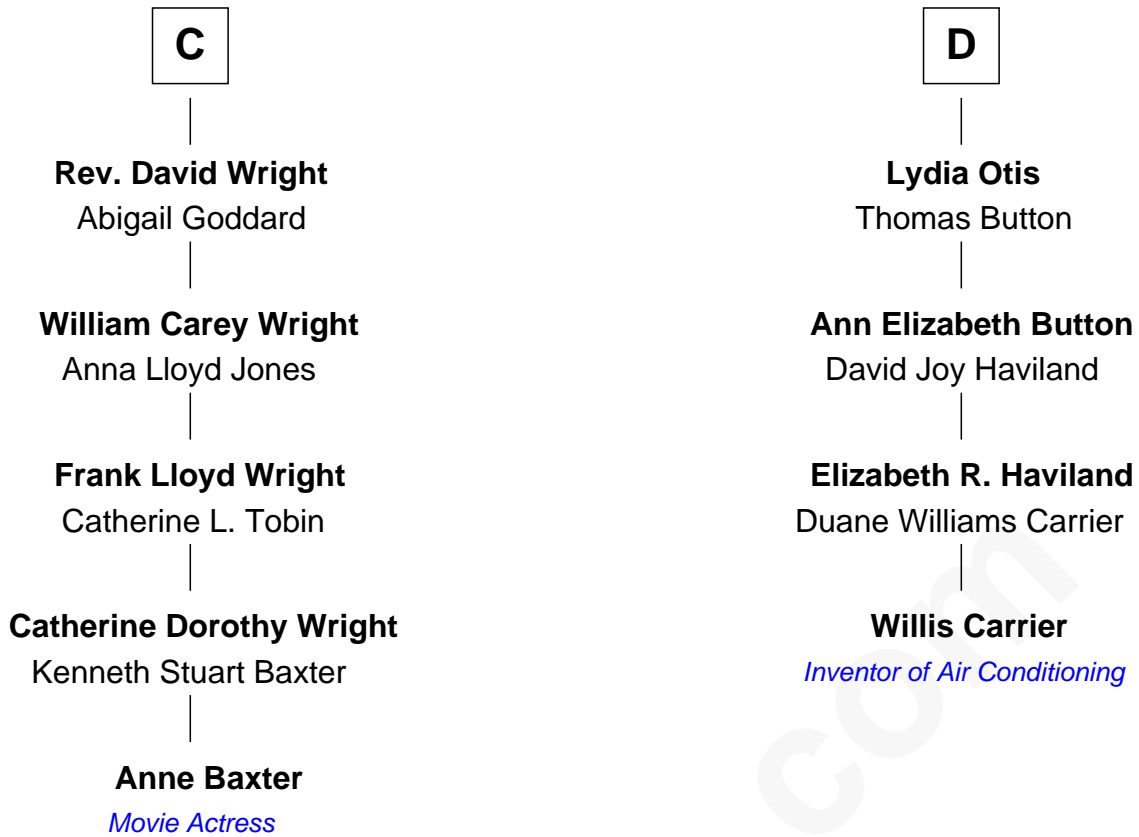 C
Rev. David Wright
Abigail Goddard
William Carey Wright
Anna Lloyd Jones
Frank Lloyd Wright
Catherine L. Tobin
Catherine Dorothy Wright
Kenneth Stuart Baxter
Anne Baxter
Movie Actress
D
Lydia Otis
Thomas Button
Ann Elizabeth Button
David Joy Haviland
Elizabeth R. Haviland
Duane Williams Carrier
Willis Carrier
Inventor of Air Conditioning
com